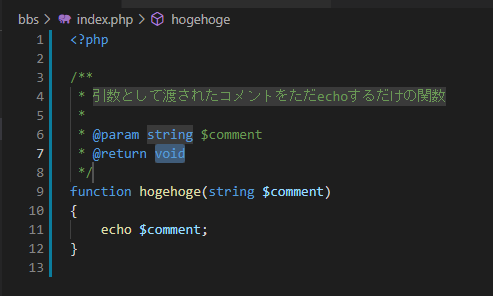 bbs > index.php > hogehoge
1 <?php
2
3 /**
4  * 引数として渡されたコメントをただechoするだけの関数
5  *
6  * @param string $comment
7  * @return void
8  */
9 function hogehoge(string $comment)
10 {
11     echo $comment;
12 }
13